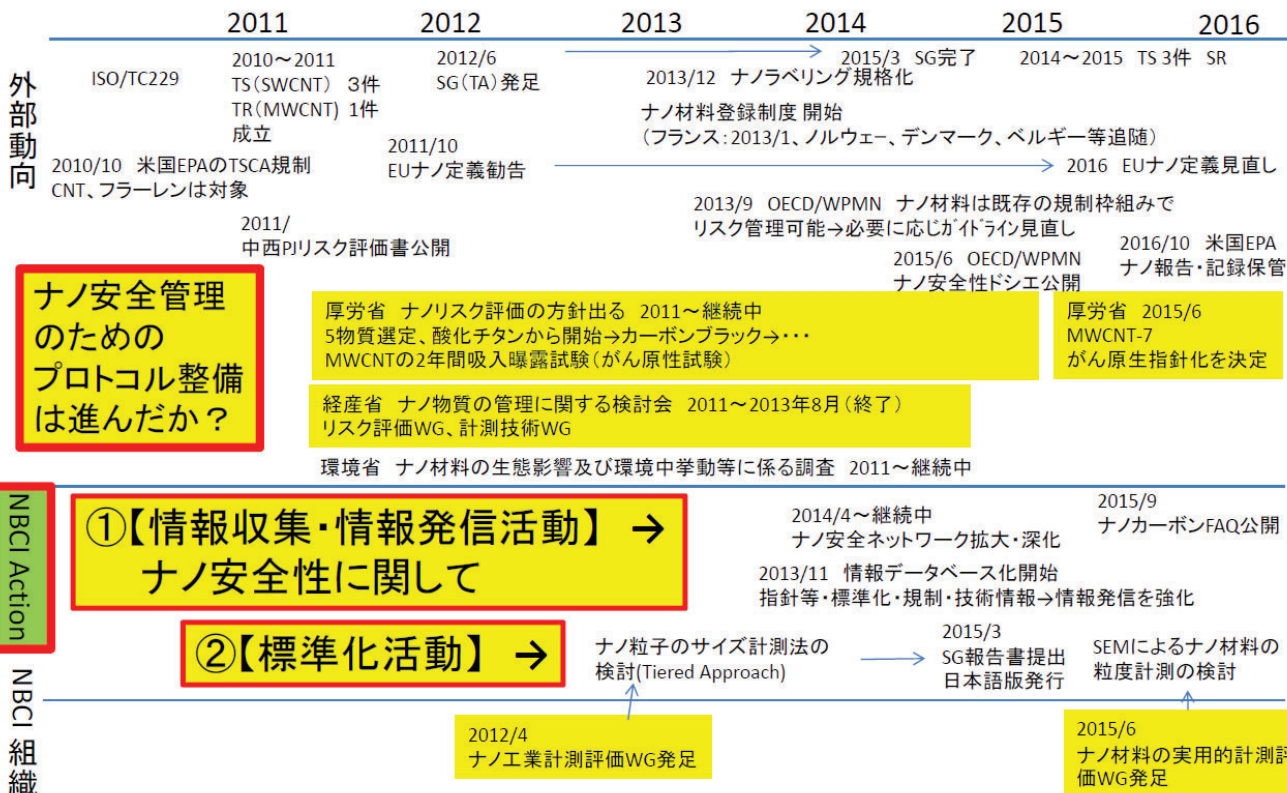 2011
2012
2013
2014
2015
2016
外部動向
ISO/TC229
2010～2011
TS(SWCNT) 3件
TR(MWCNT) 1件
成立
2012/6
SG(TA)発足
2015/3 SG完了
2014～2015 TS 3件 SR
2013/12 ナノラベリング規格化
ナノ材料登録制度 開始
(フランス:2013/1、ノルウェー、デンマーク、ベルギー等追随)
2010/10 米国EPAのTSCA規制
CNT、フラーレンは対象
2011/10
EUナノ定義勧告
2016 EUナノ定義見直し
2011/
中西PJリスク評価書公開
2013/9 OECD/WPMN ナノ材料は既存の規制枠組みで
リスク管理可能→必要に応じガイドライン見直し
2015/6 OECD/WPMN
ナノ安全性ドシエ公開
2016/10 米国EPA
ナノ報告・記録保管
ナノ安全管理
のための
プロトコル整備
は進んだか？
厚労省 ナノリスク評価の方針出る 2011～継続中
5物質選定、酸化チタンから開始→カーボンブラック→・・・
MWCNTの2年間吸入曝露試験(がん原性試験)
厚労省 2015/6
MWCNT-7
がん原生指針化を決定
経産省 ナノ物質の管理に関する検討会 2011～2013年8月(終了)
リスク評価WG、計測技術WG
環境省 ナノ材料の生態影響及び環境中挙動等に係る調査 2011～継続中
NBCI Action
①【情報収集・情報発信活動】 →
ナノ安全性に関して
2014/4～継続中
ナノ安全ネットワーク拡大・深化
2015/9
ナノカーボンFAQ公開
2013/11 情報データベース化開始
指針等・標準化・規制・技術情報→情報発信を強化
②【標準化活動】 →
ナノ粒子のサイズ計測法の
検討(Tiered Approach)
2015/3
SG報告書提出
日本語版発行
SEMによるナノ材料の
粒度計測の検討
NBCI 組織
2012/4
ナノ工業計測評価WG発足
2015/6
ナノ材料の実用的計測評
価WG発足